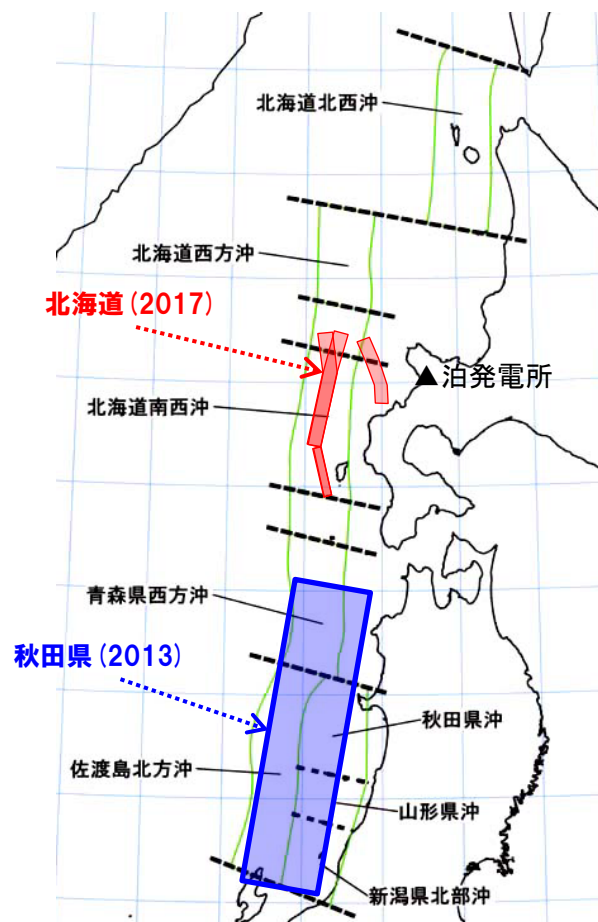 北海道北西沖
北海道西方沖
北海道(2017)
▲泊発電所
北海道南西沖
青森県西方沖
秋田県(2013)
秋田県沖
佐渡島北方沖
山形県沖
新潟県北部沖